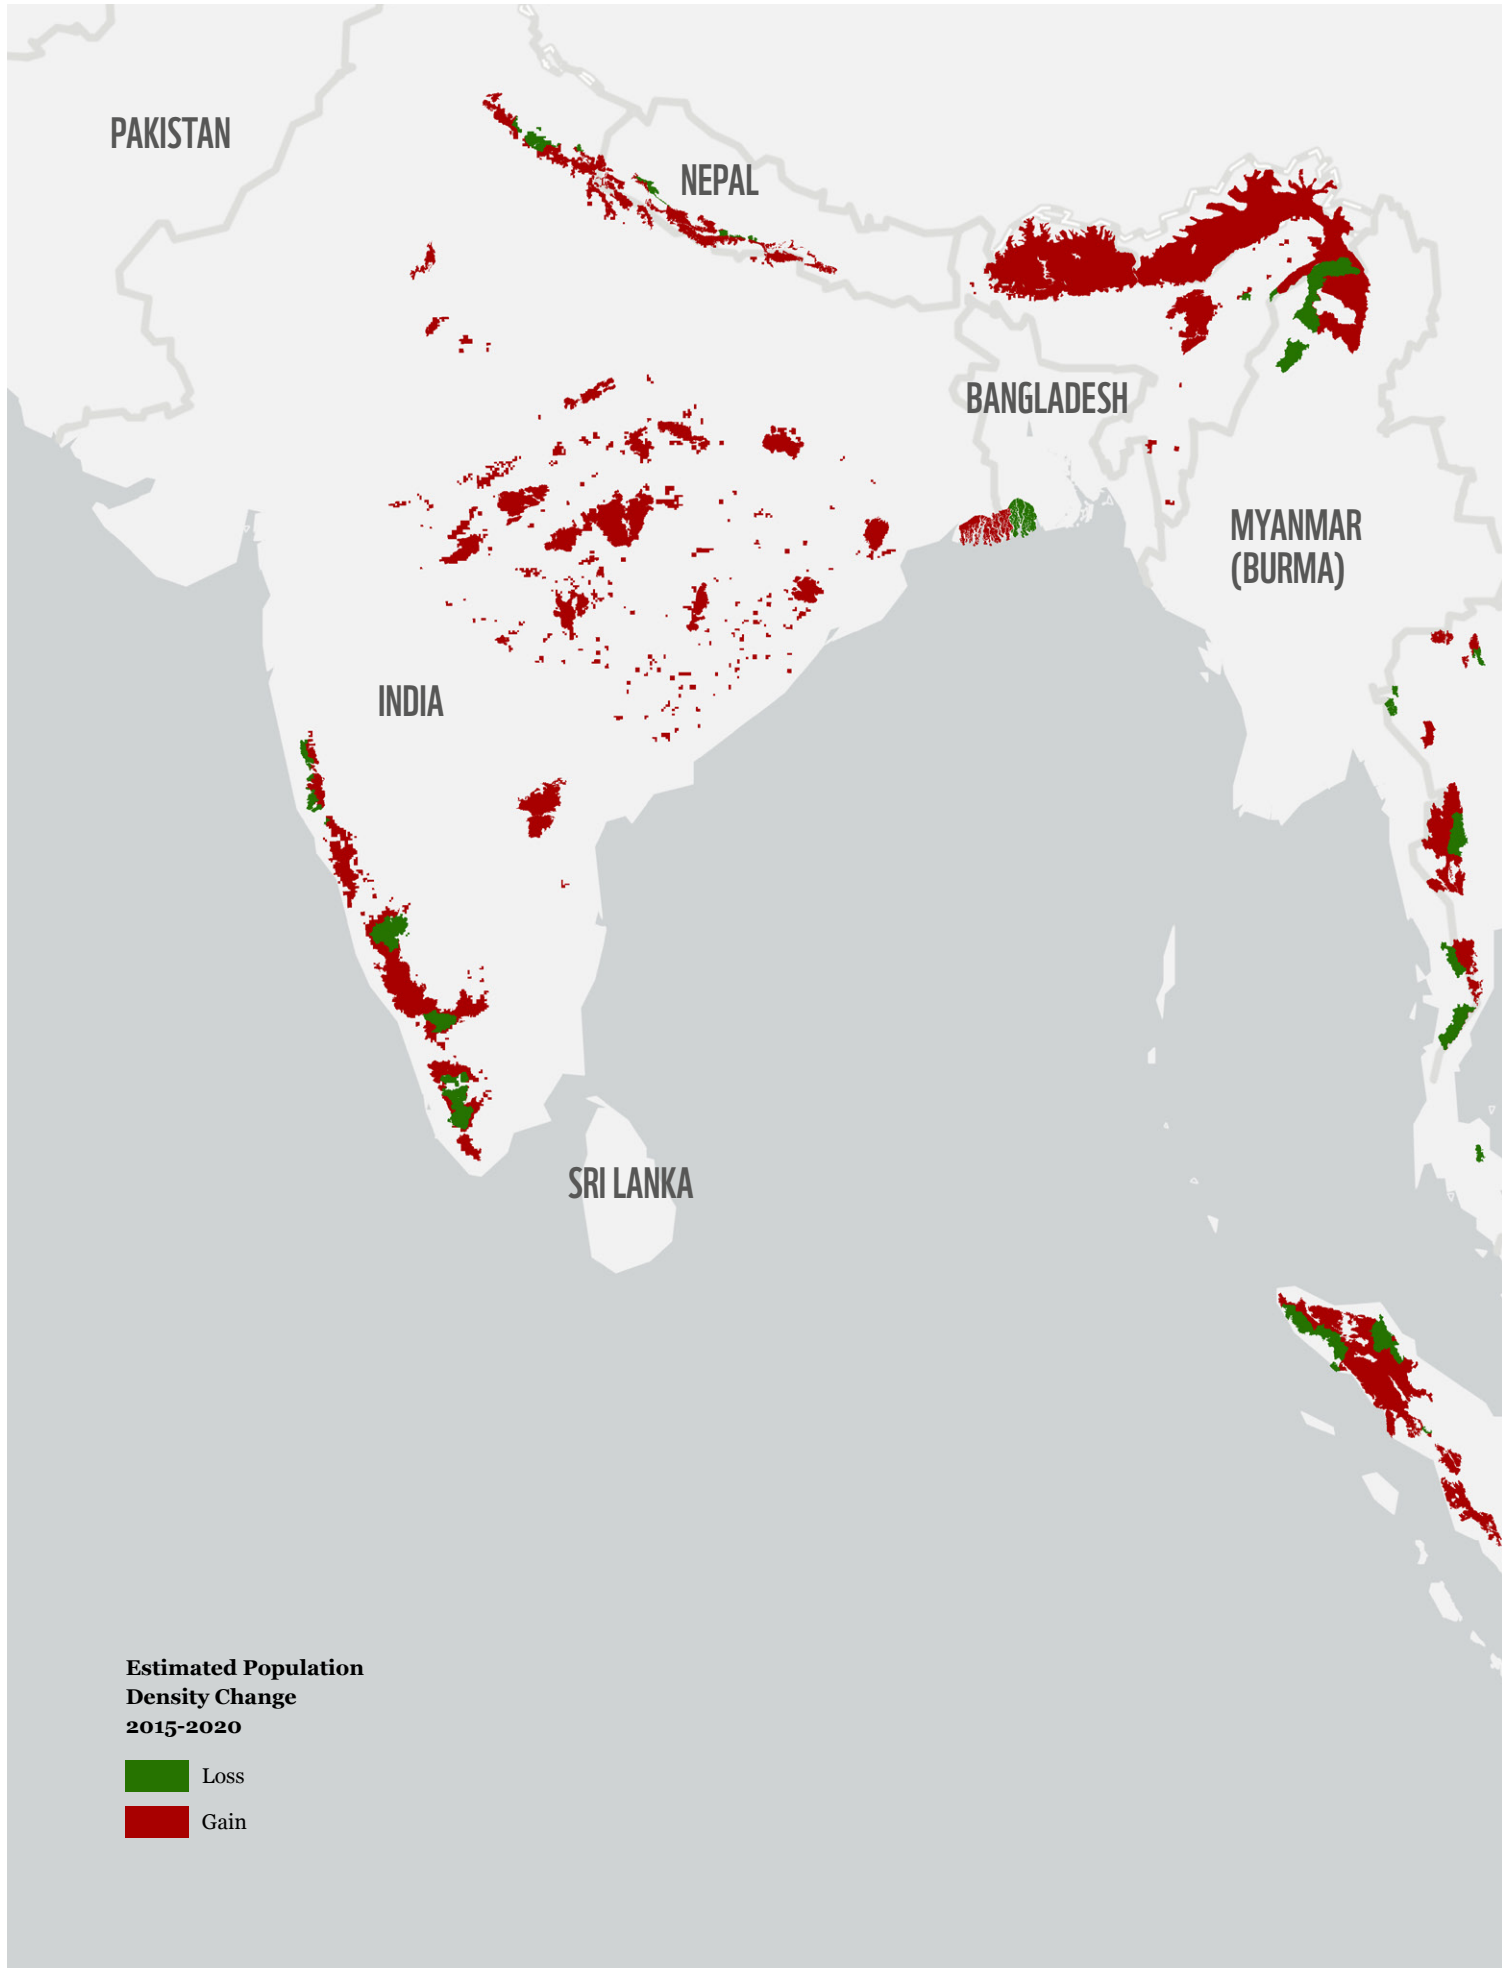 PAKISTAN
NEPAL
BANGLADESH
MYANMAR
(BURMA)
INDIA
SRI LANKA
Estimated Population
Density Change
2015-2020
Loss
Gain